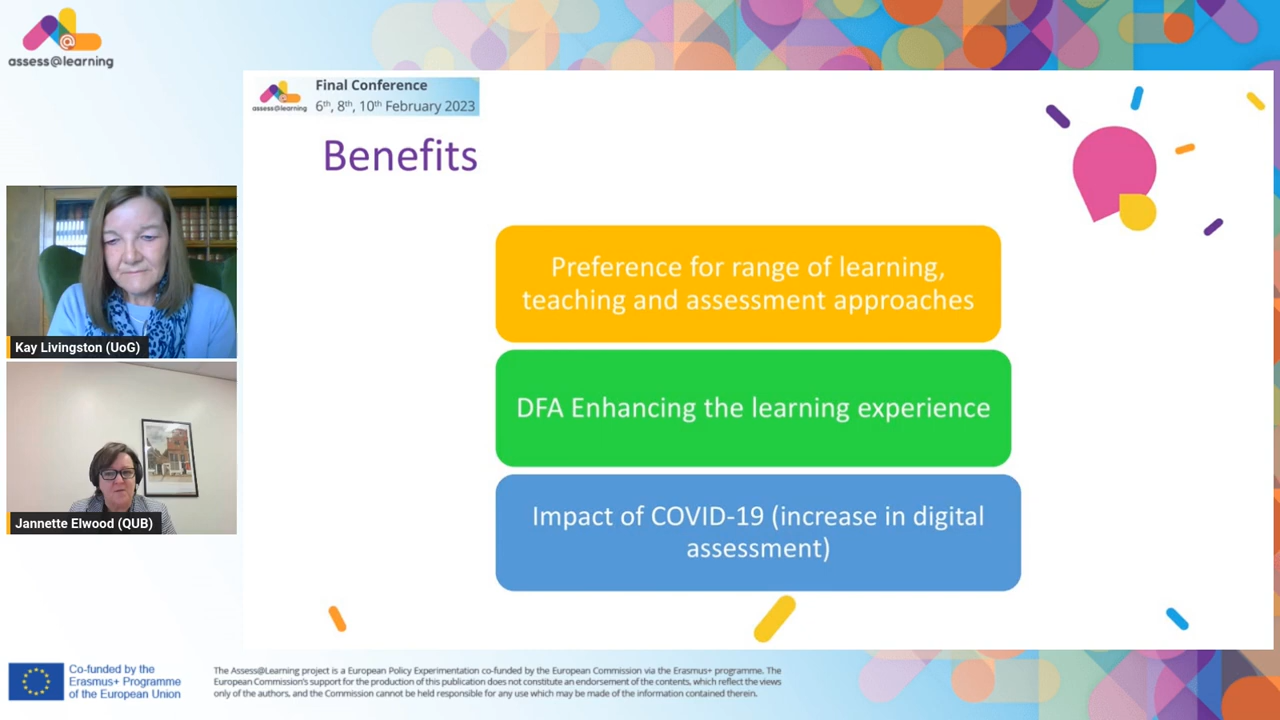 assess@learning
assess@learning
Final Conference
6th, 8th, 10th February 2023
Benefits
Preference for range of learning,
teaching and assessment approaches
DFA Enhancing the learning experience
Impact of COVID-19 (increase in digital
assessment)
Kay Livingston (UoG)
Jannette Elwood (QUB)
Co-funded by the
Erasmus+ Programme
of the European Union
The Assess@Learning project is a European Policy Experimentation co-funded by the European Commission via the Erasmus+ programme. The
European Commission's support for the production of this publication does not constitute an endorsement of the contents, which reflect the views
only of the authors, and the Commission cannot be held responsible for any use which may be made of the information contained therein.